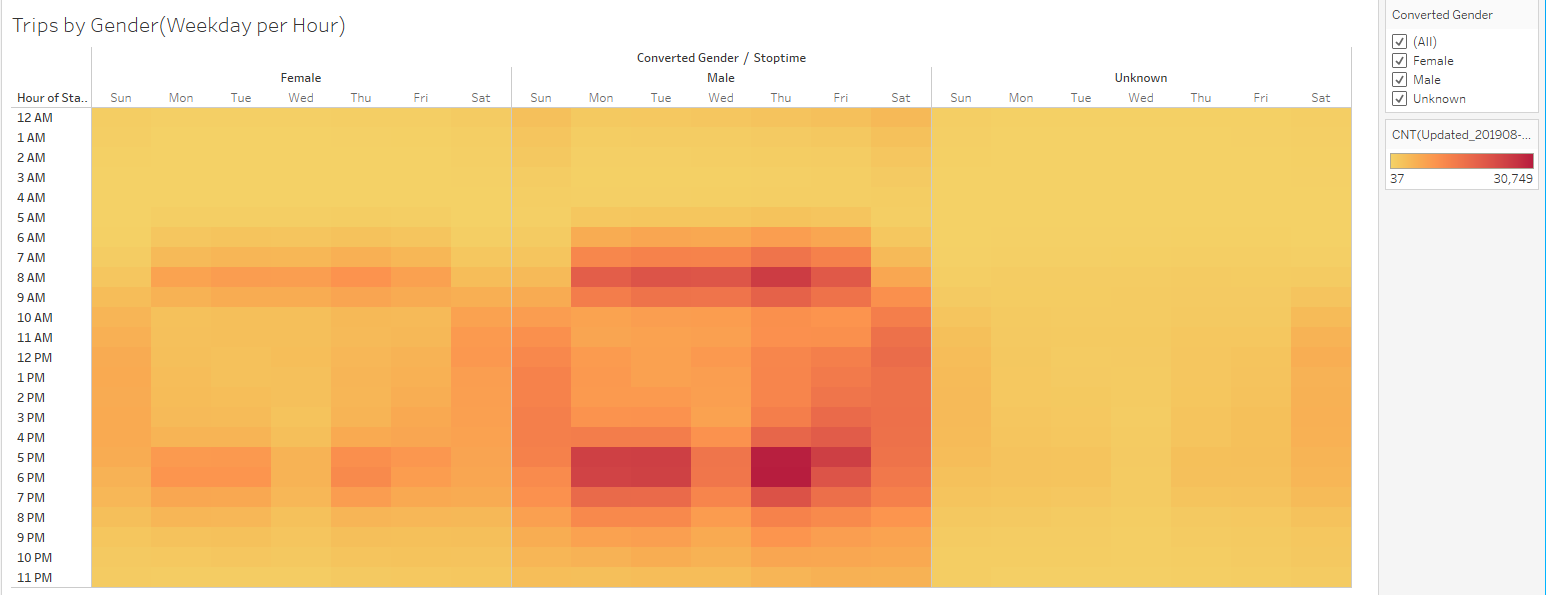 Trips by Gender(Weekday per Hour)
Converted Gender / Stoptime
Female Male Unknown
Hour of Sta.. Sun Mon Tue Wed Thu Fri Sat Sun Mon Tue Wed Thu Fri Sat Sun Mon Tue Wed Thu Fri Sat
12 AM
1 AM
2 AM
3 AM
4 AM
5 AM
6 AM
7 AM
8 AM
9 AM
10 AM
11 AM
12 PM
1 PM
2 PM
3 PM
4 PM
5 PM
6 PM
7 PM
8 PM
9 PM
10 PM
11 PM
Converted Gender
(All)
Female
Male
Unknown
CNT(Updated_201908-...
37 30,749